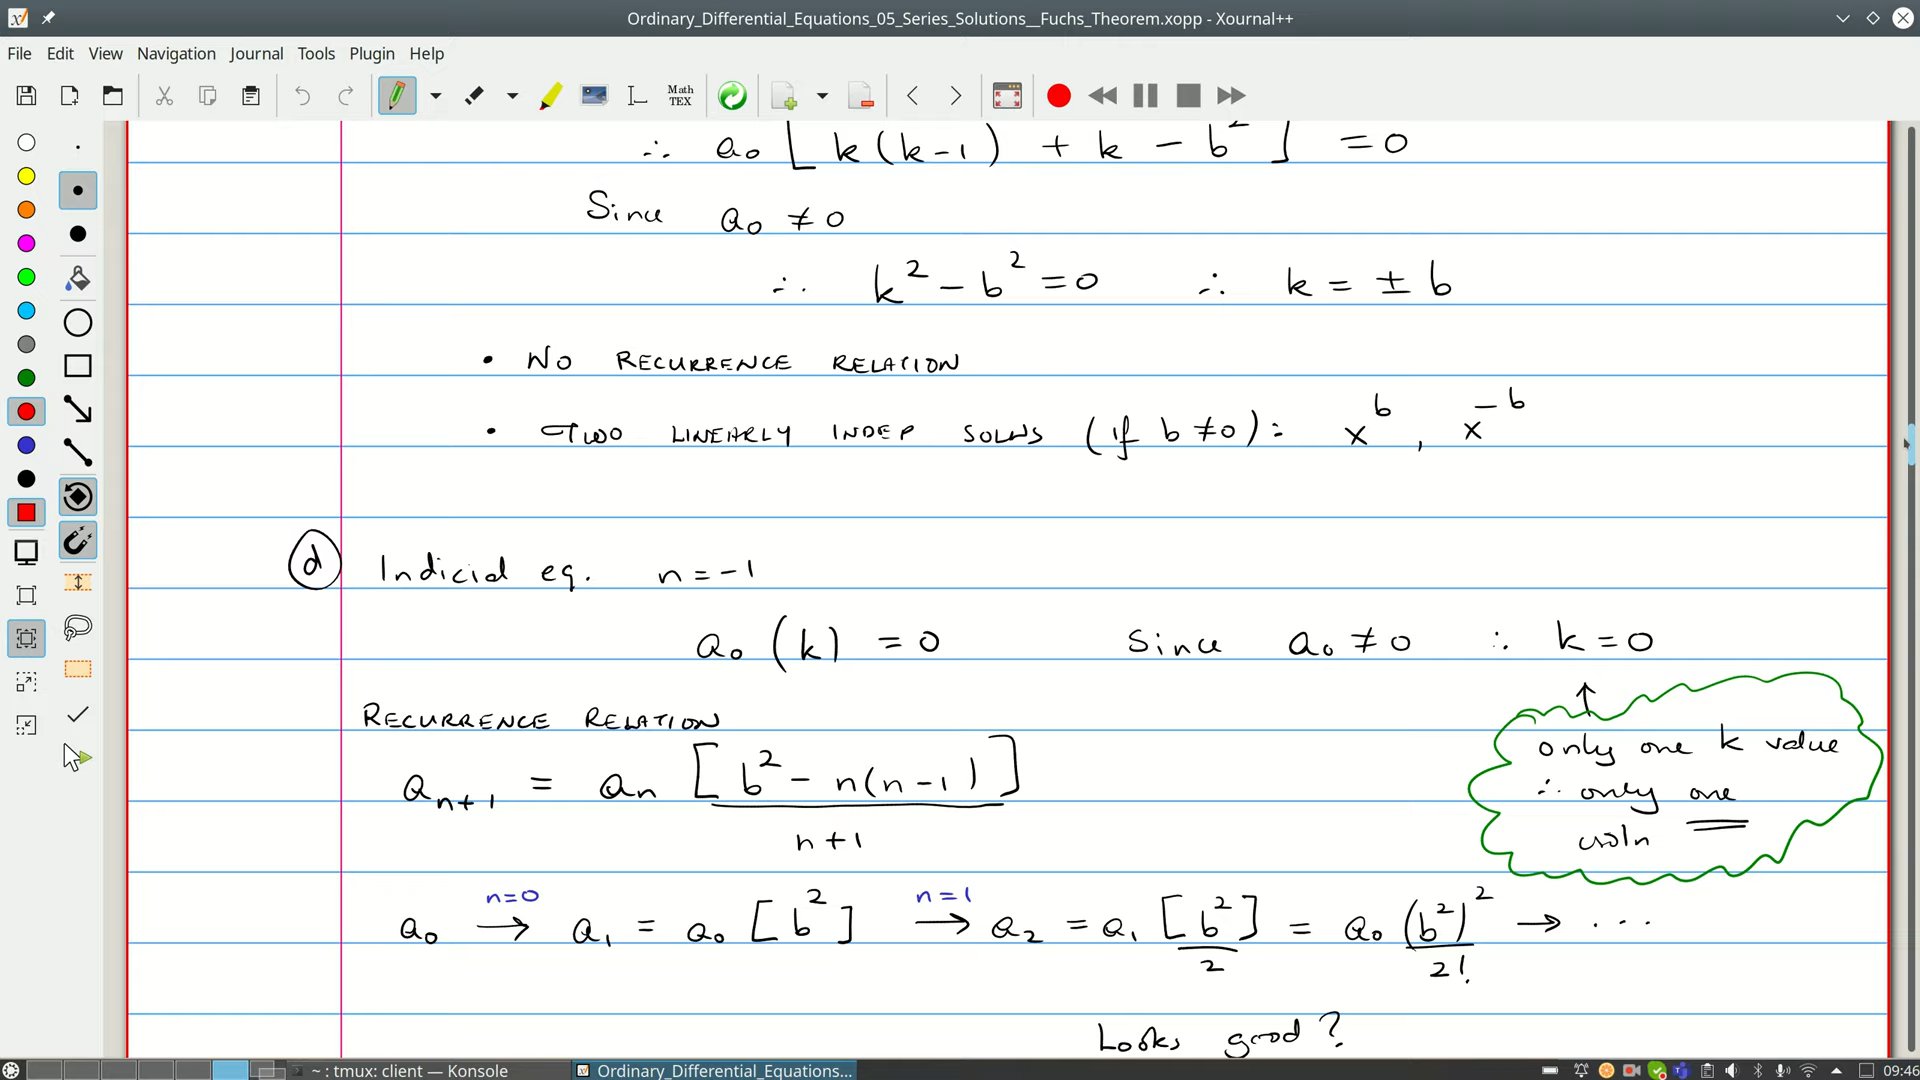 Ordinary_Differential_Equations_05_Series_Solutions__Fuchs_Theorem.xopp - Xournal++
File Edit View Navigation Journal Tools Plugin Help
Math TEX
∴ a₀ [ k(k-1) + k - b² ] = 0
Since a₀ ≠ 0
∴ k² - b² = 0 ∴ k = ± b
• NO RECURRENCE RELATION
• TWO LINEARLY INDEP SOLNS (if b ≠ 0): x^b, x^-b
(d) Indicial eq. n = -1
a₀ (k) = 0 Since a₀ ≠ 0 ∴ k = 0
↑
only one k value
∴ only one
soln
RECURRENCE RELATION
a_{n+1} = a_n [b² - n(n-1)] / n+1
a₀ →(n=0) a₁ = a₀ [b²] →(n=1) a₂ = a₁ [b²]/2 = a₀ (b²)²/2! → ...
Looks good?
~ : tmux: client — Konsole
Ordinary_Differential_Equations...
09:46